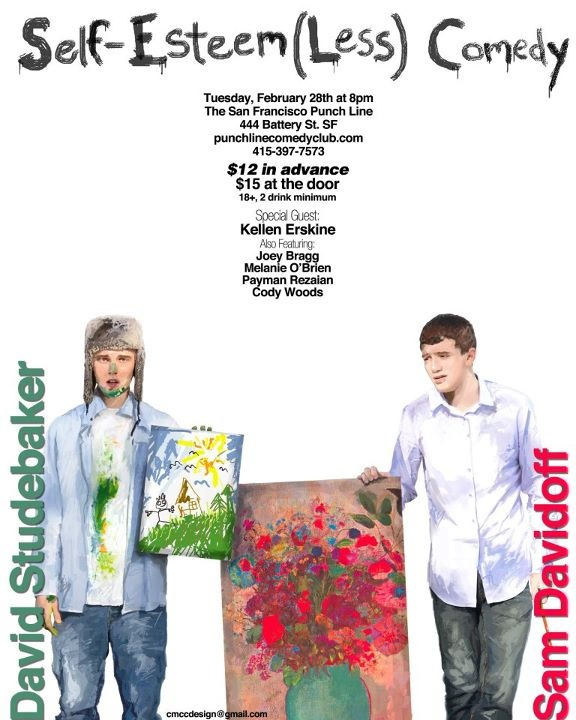 Self-Esteem(Less) Comedy
Tuesday, February 28th at 8pm
The San Francisco Punch Line
444 Battery St. SF
punchlinecomedyclub.com
415-397-7573
$12 in advance
$15 at the door
18+, 2 drink minimum
Special Guest:
Kellen Erskine
Also Featuring:
Joey Bragg
Melanie O'Brien
Payman Rezaian
Cody Woods
David Studebaker
Sam Davidoff
cmccdesign@gmail.com